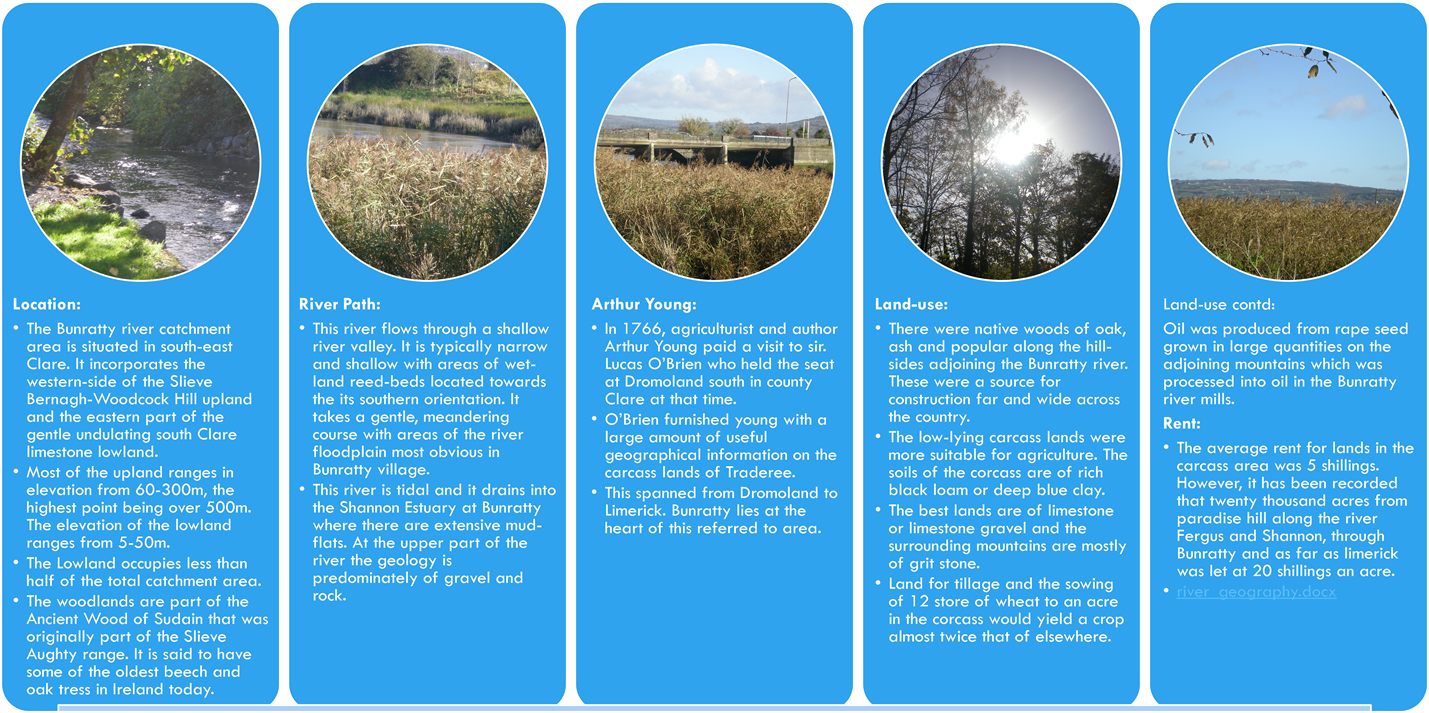 Location:
• The Bunratty river catchment
area is situated in south-east
Clare. It incorporates the
western-side of the Slieve
Bernagh-Woodcock Hill upland
and the eastern part of the
gentle undulating south Clare
limestone lowland.
• Most of the upland ranges in
elevation from 60-300m, the
highest point being over 500m.
The elevation of the lowland
ranges from 5-50m.
• The Lowland occupies less than
half of the total catchment area.
• The woodlands are part of the
Ancient Wood of Sudain that was
originally part of the Slieve
Aughty range. It is said to have
some of the oldest beech and
oak tress in Ireland today.
River Path:
• This river flows through a shallow
river valley. It is typically narrow
and shallow with areas of wet-
land reed-beds located towards
the its southern orientation. It
takes a gentle, meandering
course with areas of the river
floodplain most obvious in
Bunratty village.
• This river is tidal and it drains into
the Shannon Estuary at Bunratty
where there are extensive mud-
flats. At the upper part of the
river the geology is
predominately of gravel and
rock.
Arthur Young:
• In 1766, agriculturist and author
Arthur Young paid a visit to sir.
Lucas O’Brien who held the seat
at Dromoland south in county
Clare at that time.
• O’Brien furnished young with a
large amount of useful
geographical information on the
carcass lands of Traderee.
• This spanned from Dromoland to
Limerick. Bunratty lies at the
heart of this referred to area.
Land-use:
• There were native woods of oak,
ash and popular along the hill-
sides adjoining the Bunratty river.
These were a source for
construction far and wide across
the country.
• The low-lying carcass lands were
more suitable for agriculture. The
soils of the corcass are of rich
black loam or deep blue clay.
• The best lands are of limestone
or limestone gravel and the
surrounding mountains are mostly
of grit stone.
• Land for tillage and the sowing
of 12 store of wheat to an acre
in the corcass would yield a crop
almost twice that of elsewhere.
Land-use contd:
Oil was produced from rape seed
grown in large quantities on the
adjoining mountains which was
processed into oil in the Bunratty
river mills.
Rent:
• The average rent for lands in the
carcass area was 5 shillings.
However, it has been recorded
that twenty thousand acres from
paradise hill along the river
Fergus and Shannon, through
Bunratty and as far as limerick
was let at 20 shillings an acre.
• river geography.docx